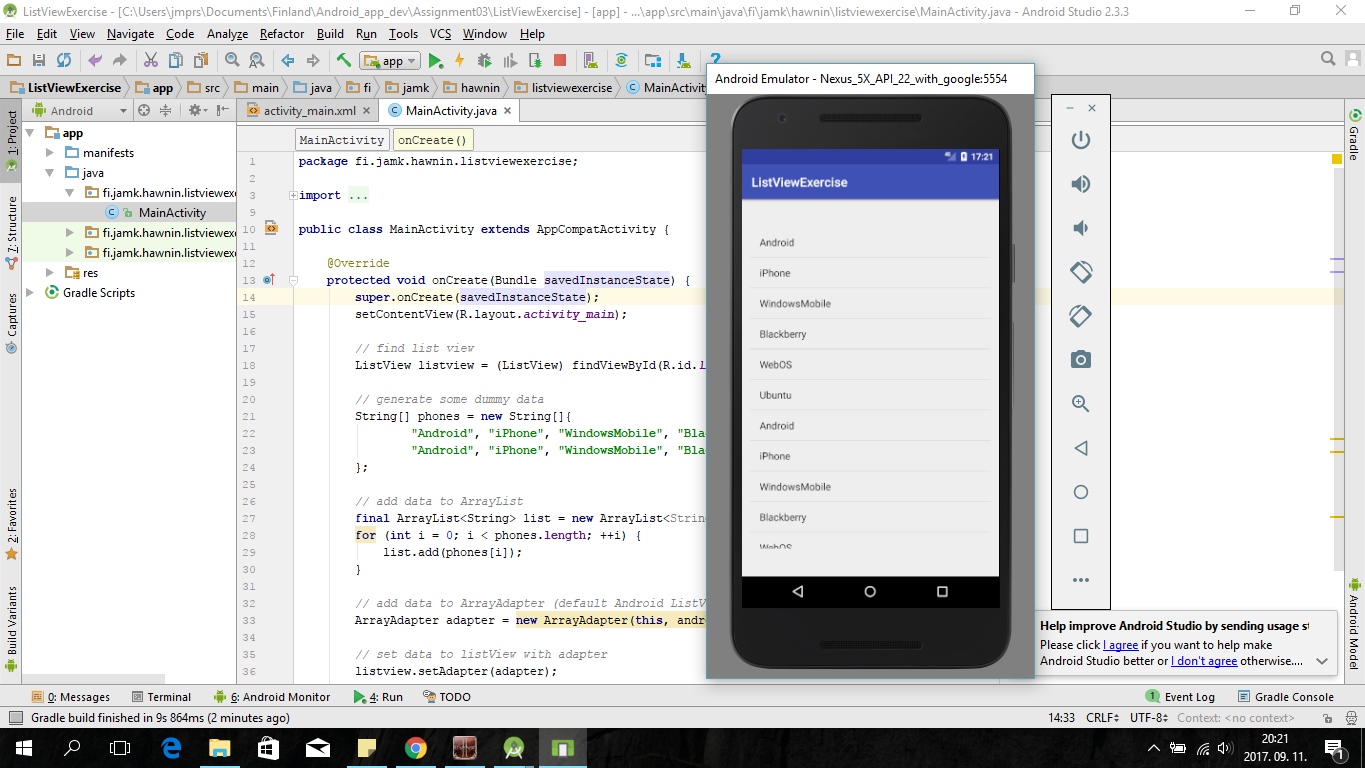 ListViewExercise - [C:\Users\jmprs\Documents\Finland\Android_app_dev\Assignment03\ListViewExercise] - [app] - ...\app\src\main\java\fi\jamk\hawnin\listviewexercise\MainActivity.java - Android Studio 2.3.3
File Edit View Navigate Code Analyze Refactor Build Run Tools VCS Window Help
app
ListViewExercise app src main java fi jamk hawnin listviewexercise MainActivity
Android
activity_main.xml MainActivity.java
1: Project
7: Structure
Captures
2: Favorites
Build Variants
app
manifests
java
fi.jamk.hawnin.listviewexe
MainActivity
fi.jamk.hawnin.listviewexe
fi.jamk.hawnin.listviewexe
res
Gradle Scripts
MainActivity onCreate()
1 package fi.jamk.hawnin.listviewexercise;
2
3 import ...
9
10 public class MainActivity extends AppCompatActivity {
11
12 @Override
13 protected void onCreate(Bundle savedInstanceState) {
14 super.onCreate(savedInstanceState);
15 setContentView(R.layout.activity_main);
16
17 // find list view
18 ListView listview = (ListView) findViewById(R.id.l
19
20 // generate some dummy data
21 String[] phones = new String[]{
22 "Android", "iPhone", "WindowsMobile", "Bla
23 "Android", "iPhone", "WindowsMobile", "Bla
24 };
25
26 // add data to ArrayList
27 final ArrayList<String> list = new ArrayList<String
28 for (int i = 0; i < phones.length; ++i) {
29 list.add(phones[i]);
30 }
31
32 // add data to ArrayAdapter (default Android ListV
33 ArrayAdapter adapter = new ArrayAdapter(this, andr
34
35 // set data to listView with adapter
36 listview.setAdapter(adapter);
Android Emulator - Nexus_5X_API_22_with_google:5554
17:21
ListViewExercise
Android
iPhone
WindowsMobile
Blackberry
WebOS
Ubuntu
Android
iPhone
WindowsMobile
Blackberry
WebOS
Gradle
Android Model
Help improve Android Studio by sending usage st
Please click I agree if you want to help make
Android Studio better or I don't agree otherwise....
0: Messages Terminal 6: Android Monitor 4: Run TODO 1 Event Log Gradle Console
Gradle build finished in 9s 864ms (2 minutes ago) 14:33 CRLF UTF-8 Context: <no context>
20:21
2017. 09. 11.
1